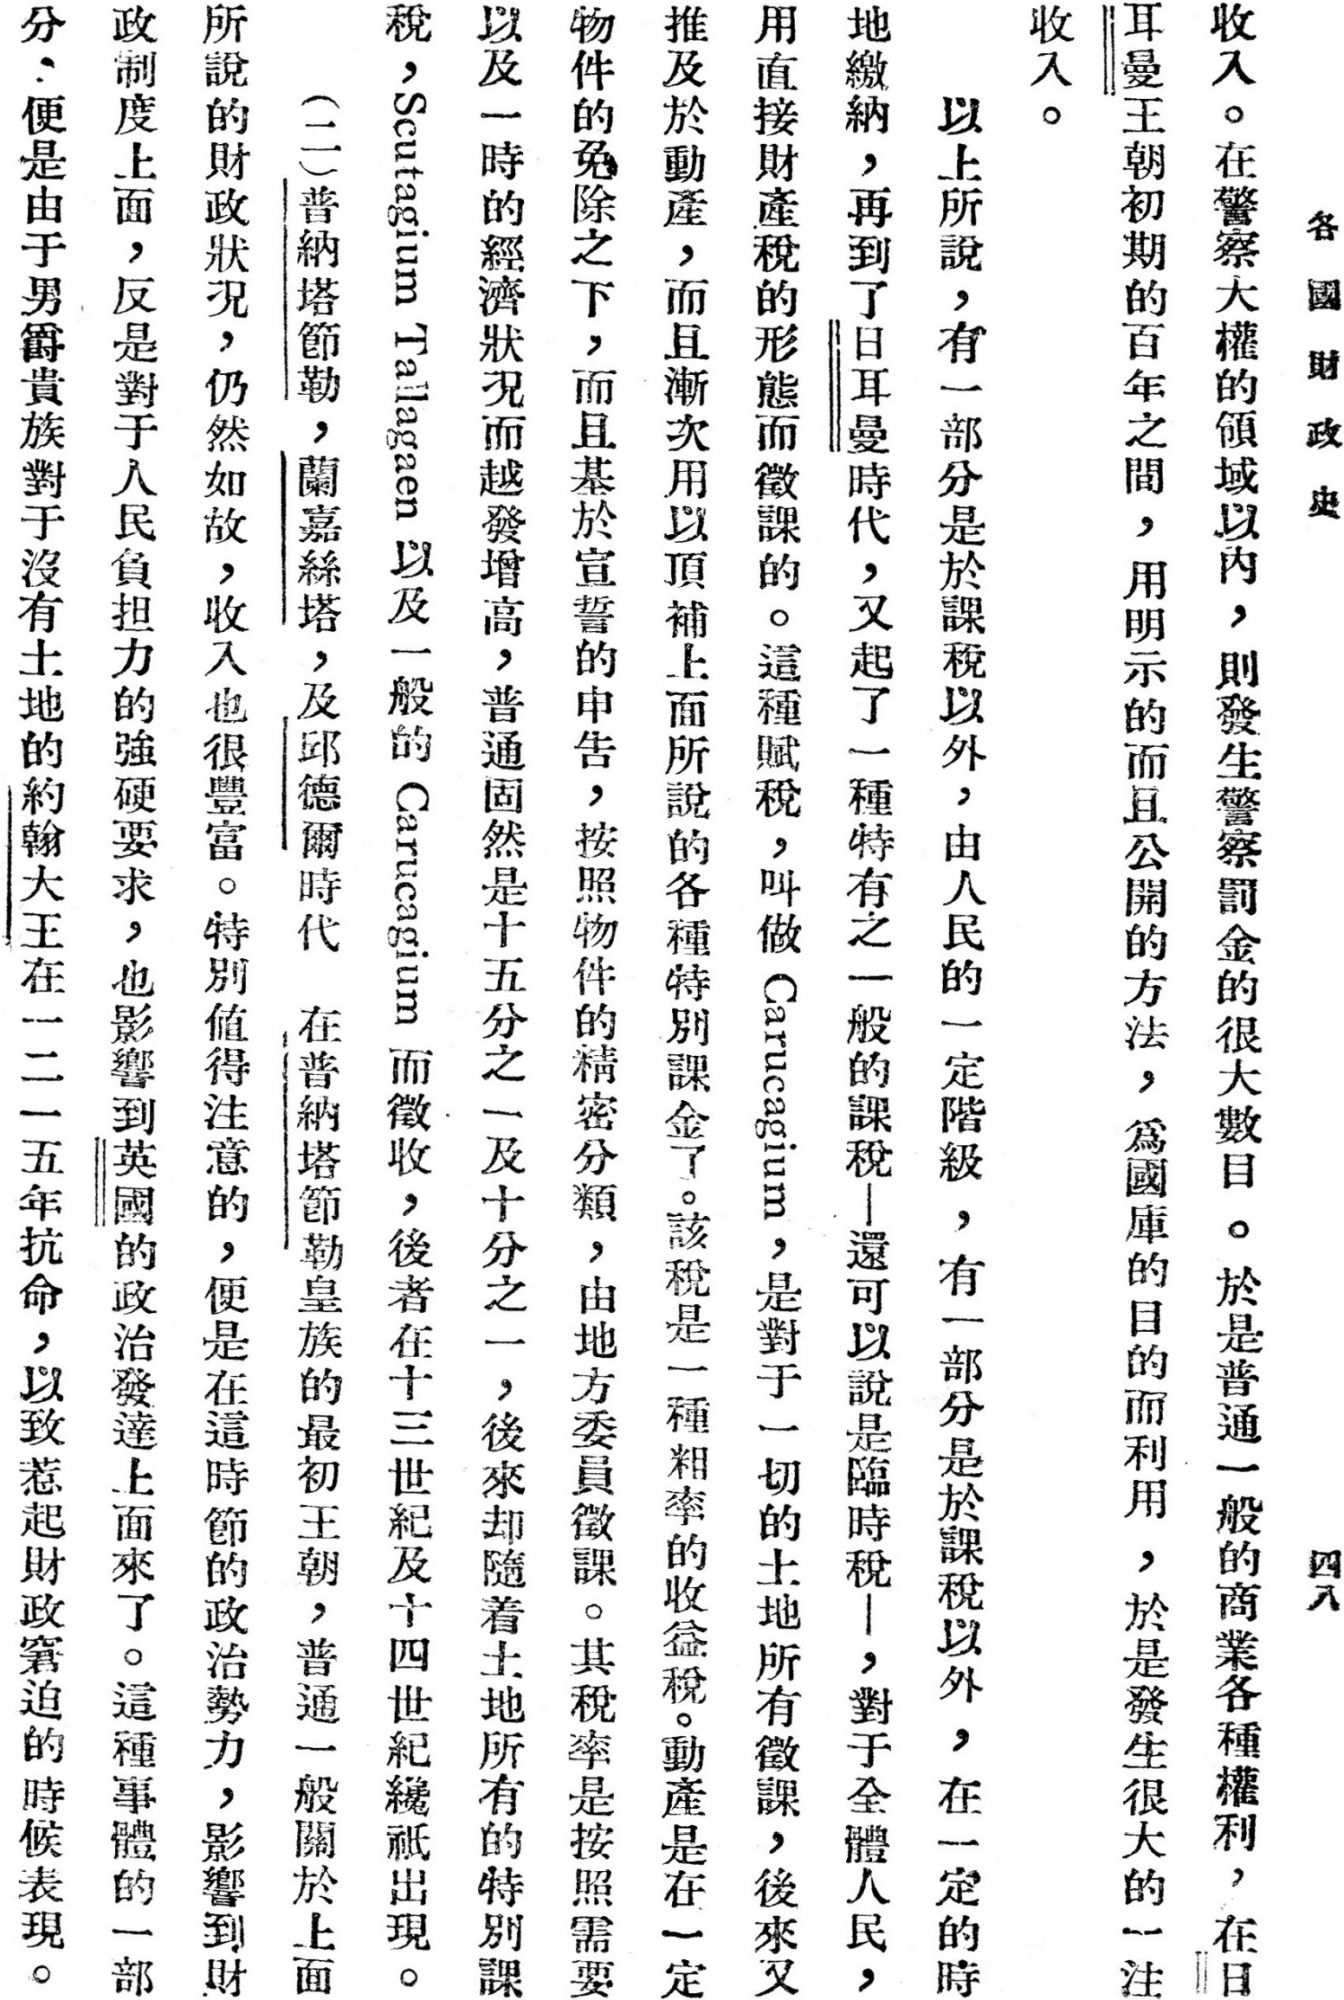 各國財政史
四八
收入。在警察大權的領域以內，則發生警察罰金的很大數目。於是普通一般的商業各種權利，在日
耳曼王朝初期的百年之間，用明示的而且公開的方法，爲國庫的目的而利用，於是發生很大的一注
收入。
以上所說，有一部分是於課稅以外，由人民的一定階級，有一部分是於課稅以外，在一定的時
地繳納，再到了日耳曼時代，又起了一種特有之一般的課稅—還可以說是臨時稅—，對于全體人民，
用直接財產稅的形態而徵課的。這種賦稅，叫做 Carucagium，是對于一切的土地所有徵課，後來又
推及於動產，而且漸次用以頂補上面所說的各種特別課金了。該稅是一種粗率的收益稅。動產是在一定
物件的免除之下，而且基於宣誓的申告，按照物件的精密分類，由地方委員徵課。其稅率是按照需要
以及一時的經濟狀況而越發增高，普通固然是十五分之一及十分之一，後來却隨着土地所有的特別課
稅，Scutagium Tallagaen 以及一般的 Carucagium 而徵收，後者在十三世紀及十四世紀纔祇出現。
（二）普納塔節勒，蘭嘉絲塔，及邱德爾時代　在普納塔節勒皇族的最初王朝，普通一般關於上面
所說的財政狀況，仍然如故，收入也很豐富。特別值得注意的，便是在這時節的政治勢力，影響到財
政制度上面，反是對于人民負担力的強硬要求，也影響到英國的政治發達上面來了。這種事體的一部
分，便是由于男爵貴族對于沒有土地的約翰大王在一二一五年抗命，以致惹起財政窘迫的時候表現。